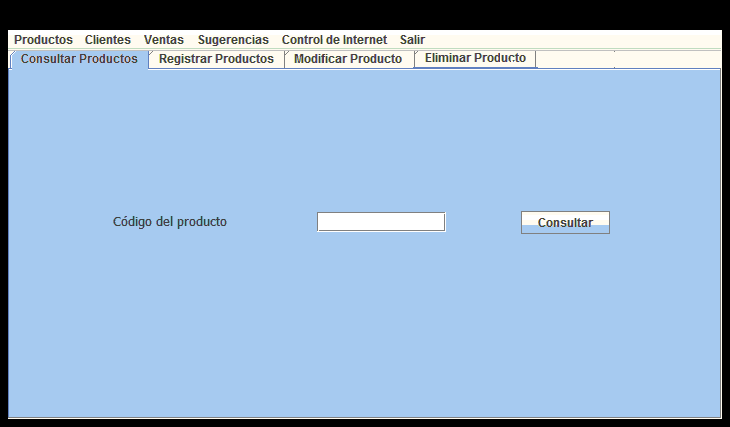 Productos Clientes Ventas Sugerencias Control de Internet Salir
Consultar Productos Registrar Productos Modificar Producto Eliminar Producto
Código del producto Consultar